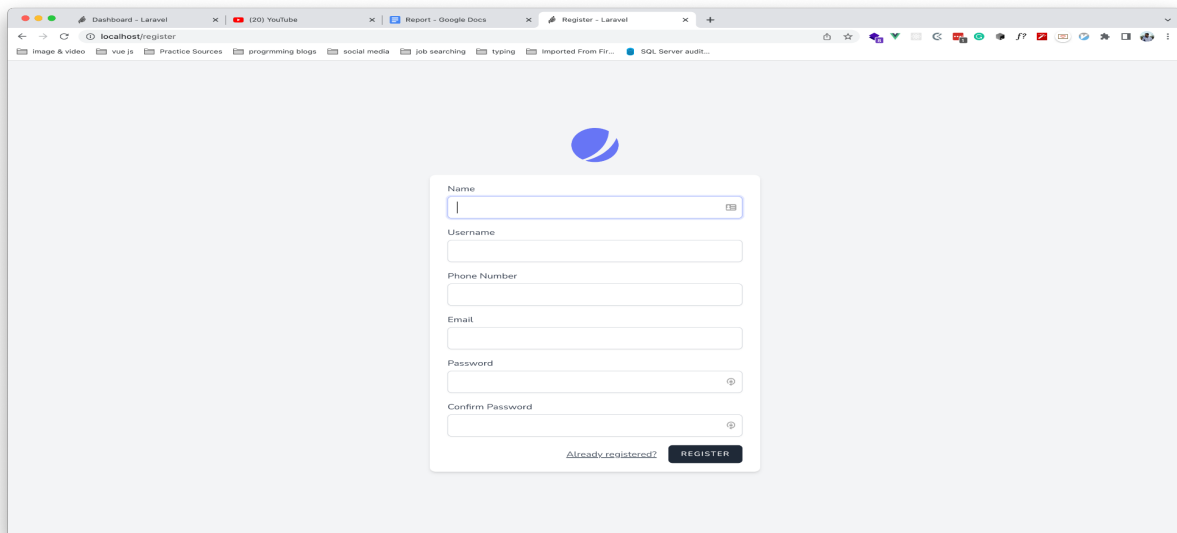 Dashboard - Laravel
(20) YouTube
Report - Google Docs
Register - Laravel
localhost/register
image & video
vue js
Practice Sources
progrmming blogs
social media
job searching
typing
Imported From Fir...
SQL Server audit...
Name
Username
Phone Number
Email
Password
Confirm Password
Already registered? REGISTER